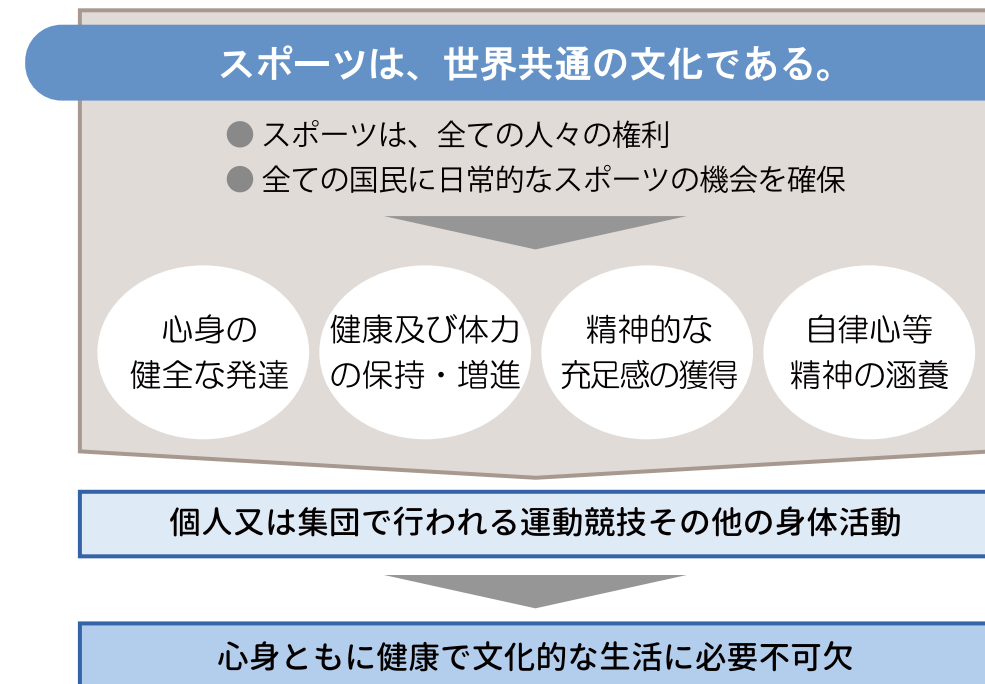 スポーツは、世界共通の文化である。
● スポーツは、全ての人々の権利
● 全ての国民に日常的なスポーツの機会を確保
心身の
健全な発達
健康及び体力
の保持・増進
精神的な
充足感の獲得
自律心等
精神の涵養
個人又は集団で行われる運動競技その他の身体活動
心身ともに健康で文化的な生活に必要不可欠